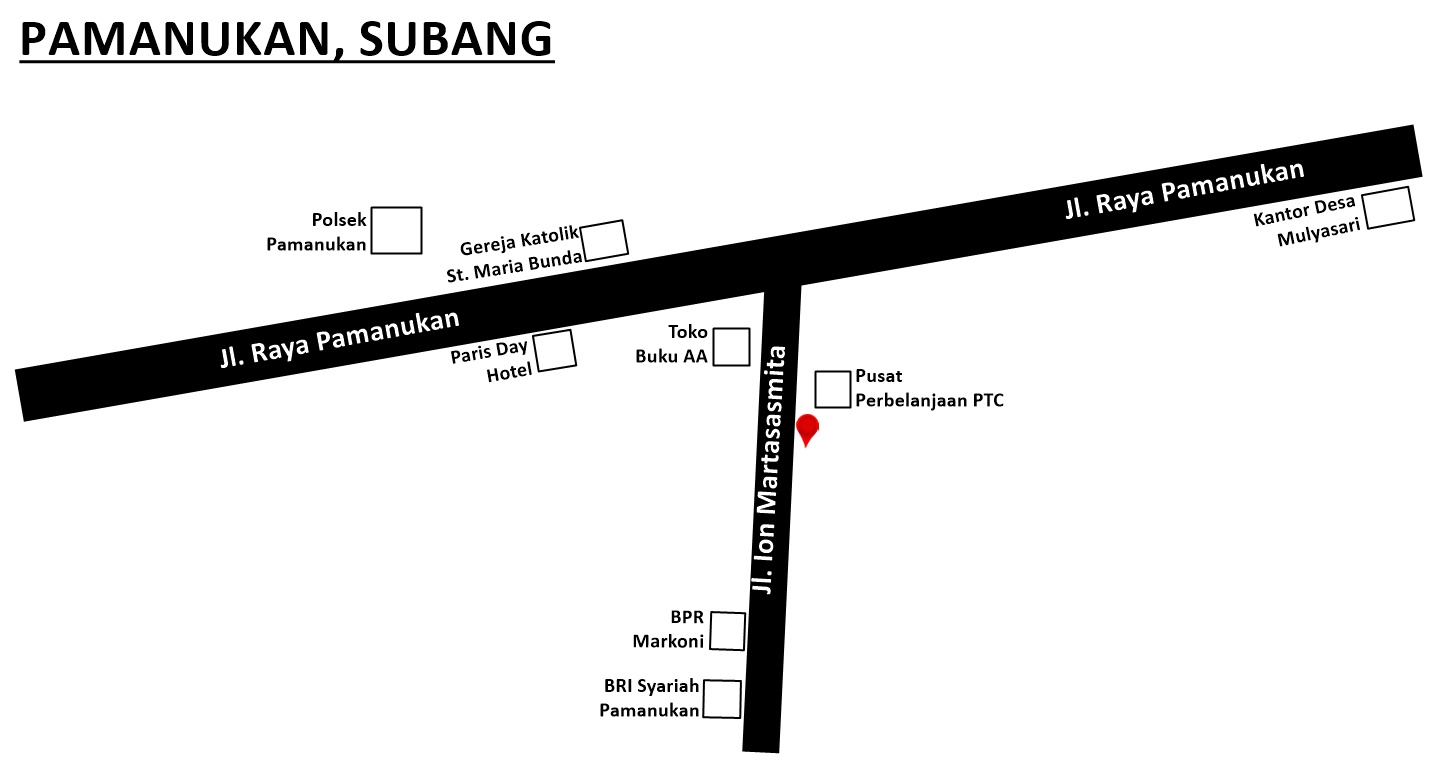 PAMANUKAN, SUBANG
Jl. Raya Pamanukan
Kantor Desa
Mulyasari
Polsek
Pamanukan
Gereja Katolik
St. Maria Bunda
Jl. Raya Pamanukan
Paris Day
Hotel
Toko
Buku AA
Jl. Ion Martasasmita
Pusat
Perbelanjaan PTC
BPR
Markoni
BRI Syariah
Pamanukan